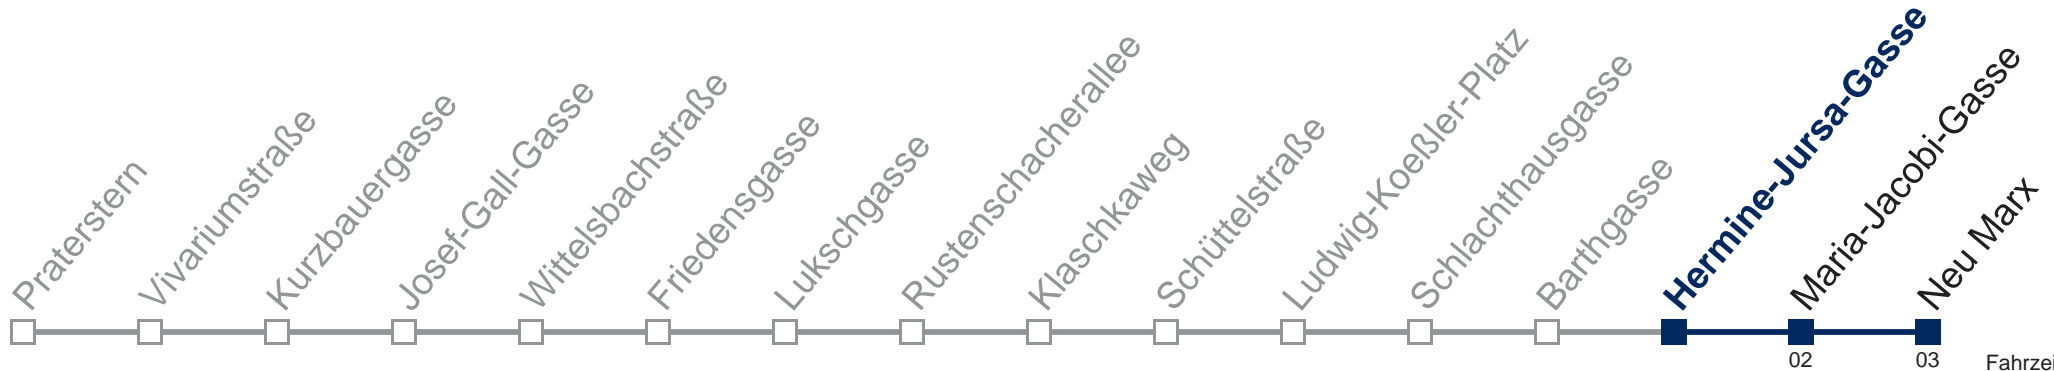 Praterstern
Vivariumstraße
Kurzbauergasse
Josef-Gall-Gasse
Wittelsbachstraße
Friedensgasse
Lukschgasse
Rustenschacherallee
Klaschkaweg
Schüttelstraße
Ludwig-Koeßler-Platz
Schlachthausgasse
Barthgasse
Hermine-Jursa-Gasse
Maria-Jacobi-Gasse
Neu Marx
02
03
Fahrzei